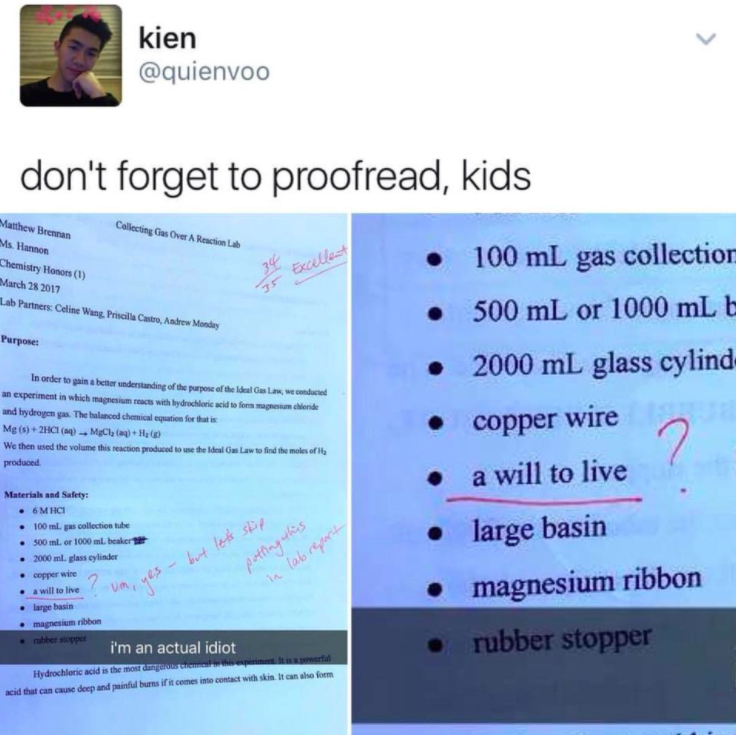 kien
@quienvoo
don't forget to proofread, kids
Matthew Brennan
Collecting Gas Over A Reaction Lab
Ms. Hannon
Chemistry Honors (1)
March 28 2017
Lab Partners: Celine Wang, Priscilla Castro, Andrew Monday
34
35
Excellent
Purpose:
In order to gain a better understanding of the purpose of the Ideal Gas Law, we conducted
an experiment in which magnesium reacts with hydrochloric acid to form magnesium chloride
and hydrogen gas. The balanced chemical equation for that is:
Mg (s) + 2HCl (aq) → MgCl₂ (aq) + H₂ (g)
We then used the volume this reaction produced to use the Ideal Gas Law to find the moles of H₂
produced.
Materials and Safety:
• 6 M HCl
• 100 mL gas collection tube
• 500 mL or 1000 mL beaker
• 2000 mL glass cylinder
• copper wire
• a will to live
? Um, yes - but lets skip
putting this
in lab report
• large basin
• magnesium ribbon
• rubber stopper
i'm an actual idiot
Hydrochloric acid is the most dangerous chemical in this experiment. It is a powerful
acid that can cause deep and painful burns if it comes into contact with skin. It can also form
• 100 mL gas collection
• 500 mL or 1000 mL b
• 2000 mL glass cylind
• copper wire
?
• a will to live
• large basin
• magnesium ribbon
• rubber stopper